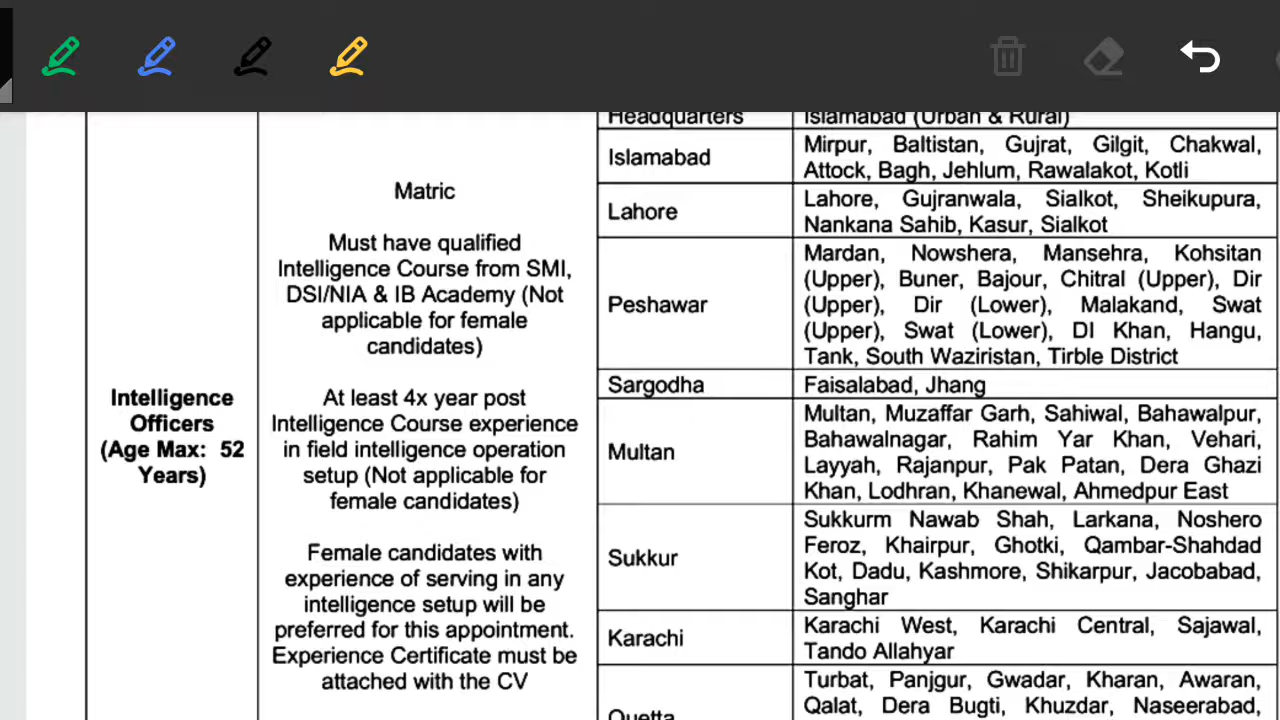 Headquarters
Islamabad (Urban & Rural)
Islamabad
Mirpur, Baltistan, Gujrat, Gilgit, Chakwal,
Attock, Bagh, Jehlum, Rawalakot, Kotli
Matric
Lahore
Lahore, Gujranwala, Sialkot, Sheikupura,
Nankana Sahib, Kasur, Sialkot
Must have qualified
Intelligence Course from SMI,
DSI/NIA & IB Academy (Not
applicable for female
candidates)
Peshawar
Mardan, Nowshera, Mansehra, Kohsitan
(Upper), Buner, Bajour, Chitral (Upper), Dir
(Upper), Dir (Lower), Malakand, Swat
(Upper), Swat (Lower), DI Khan, Hangu,
Tank, South Waziristan, Tirble District
Sargodha
Faisalabad, Jhang
Intelligence
Officers
(Age Max: 52
Years)
At least 4x year post
Intelligence Course experience
in field intelligence operation
setup (Not applicable for
female candidates)
Multan
Multan, Muzaffar Garh, Sahiwal, Bahawalpur,
Bahawalnagar, Rahim Yar Khan, Vehari,
Layyah, Rajanpur, Pak Patan, Dera Ghazi
Khan, Lodhran, Khanewal, Ahmedpur East
Female candidates with
experience of serving in any
intelligence setup will be
preferred for this appointment.
Experience Certificate must be
attached with the CV
Sukkur
Sukkurm Nawab Shah, Larkana, Noshero
Feroz, Khairpur, Ghotki, Qambar-Shahdad
Kot, Dadu, Kashmore, Shikarpur, Jacobabad,
Sanghar
Karachi
Karachi West, Karachi Central, Sajawal,
Tando Allahyar
Quetta
Turbat, Panjgur, Gwadar, Kharan, Awaran,
Qalat, Dera Bugti, Khuzdar, Naseerabad,